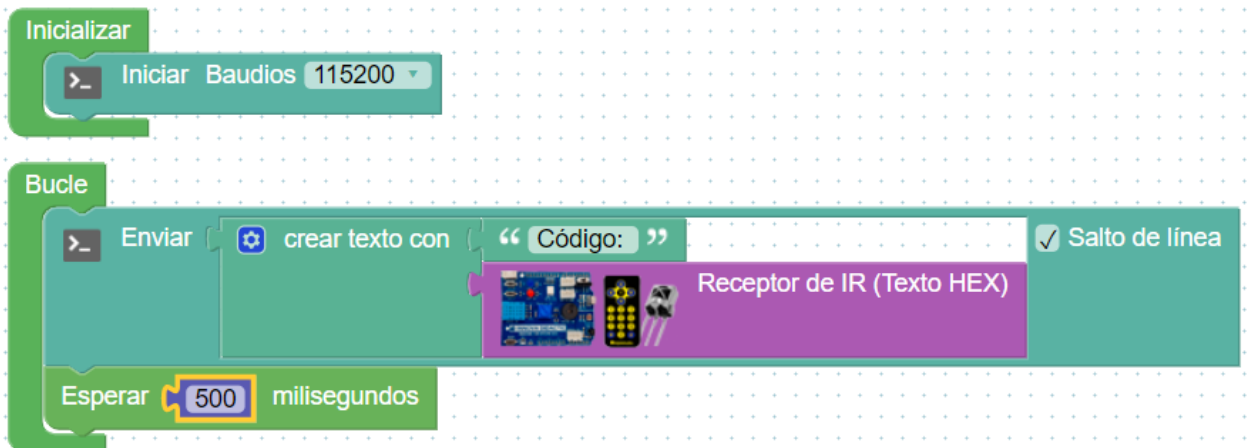 Inicializar
>_ Iniciar Baudios 115200
Bucle
>_ Enviar crear texto con “ Código: ” ✓ Salto de línea
Receptor de IR (Texto HEX)
Esperar 500 milisegundos